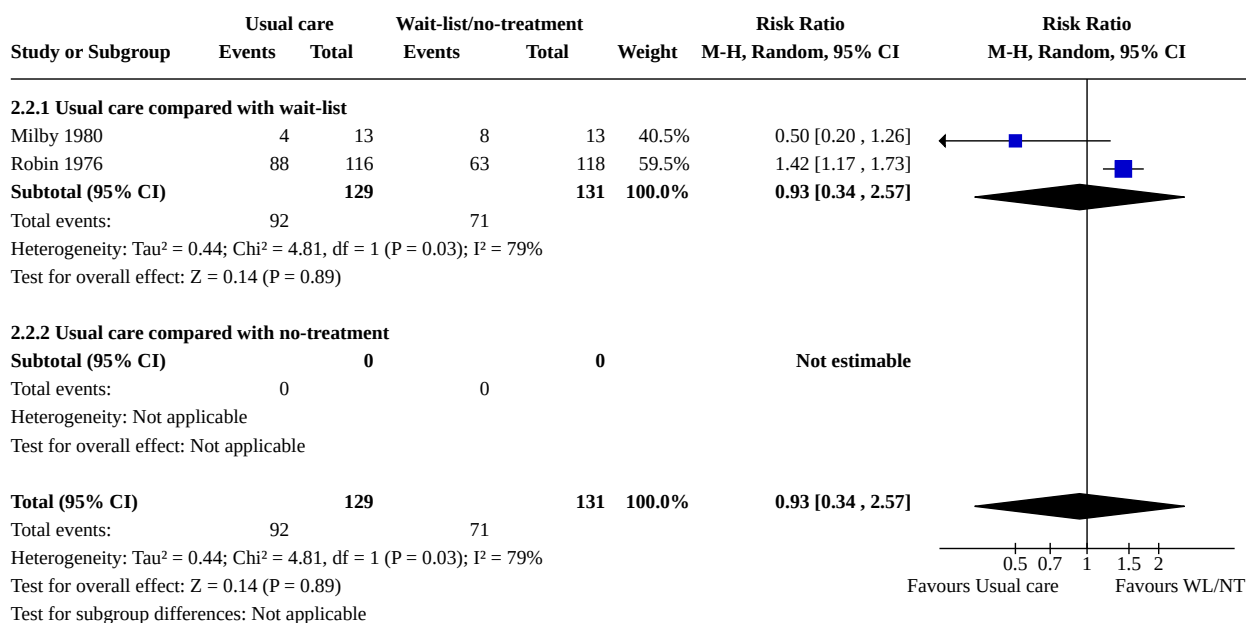 Usual care Wait-list/no-treatment Risk Ratio Risk Ratio
Study or Subgroup Events Total Events Total Weight M-H, Random, 95% CI M-H, Random, 95% CI
2.2.1 Usual care compared with wait-list
Milby 1980 4 13 8 13 40.5% 0.50 [0.20 , 1.26]
Robin 1976 88 116 63 118 59.5% 1.42 [1.17 , 1.73]
Subtotal (95% CI) 129 131 100.0% 0.93 [0.34 , 2.57]
Total events: 92 71
Heterogeneity: Tau² = 0.44; Chi² = 4.81, df = 1 (P = 0.03); I² = 79%
Test for overall effect: Z = 0.14 (P = 0.89)
2.2.2 Usual care compared with no-treatment
Subtotal (95% CI) 0 0 Not estimable
Total events: 0 0
Heterogeneity: Not applicable
Test for overall effect: Not applicable
Total (95% CI) 129 131 100.0% 0.93 [0.34 , 2.57]
Total events: 92 71
Heterogeneity: Tau² = 0.44; Chi² = 4.81, df = 1 (P = 0.03); I² = 79%
0.5 0.7 1 1.5 2
Test for overall effect: Z = 0.14 (P = 0.89) Favours Usual care Favours WL/NT
Test for subgroup differences: Not applicable